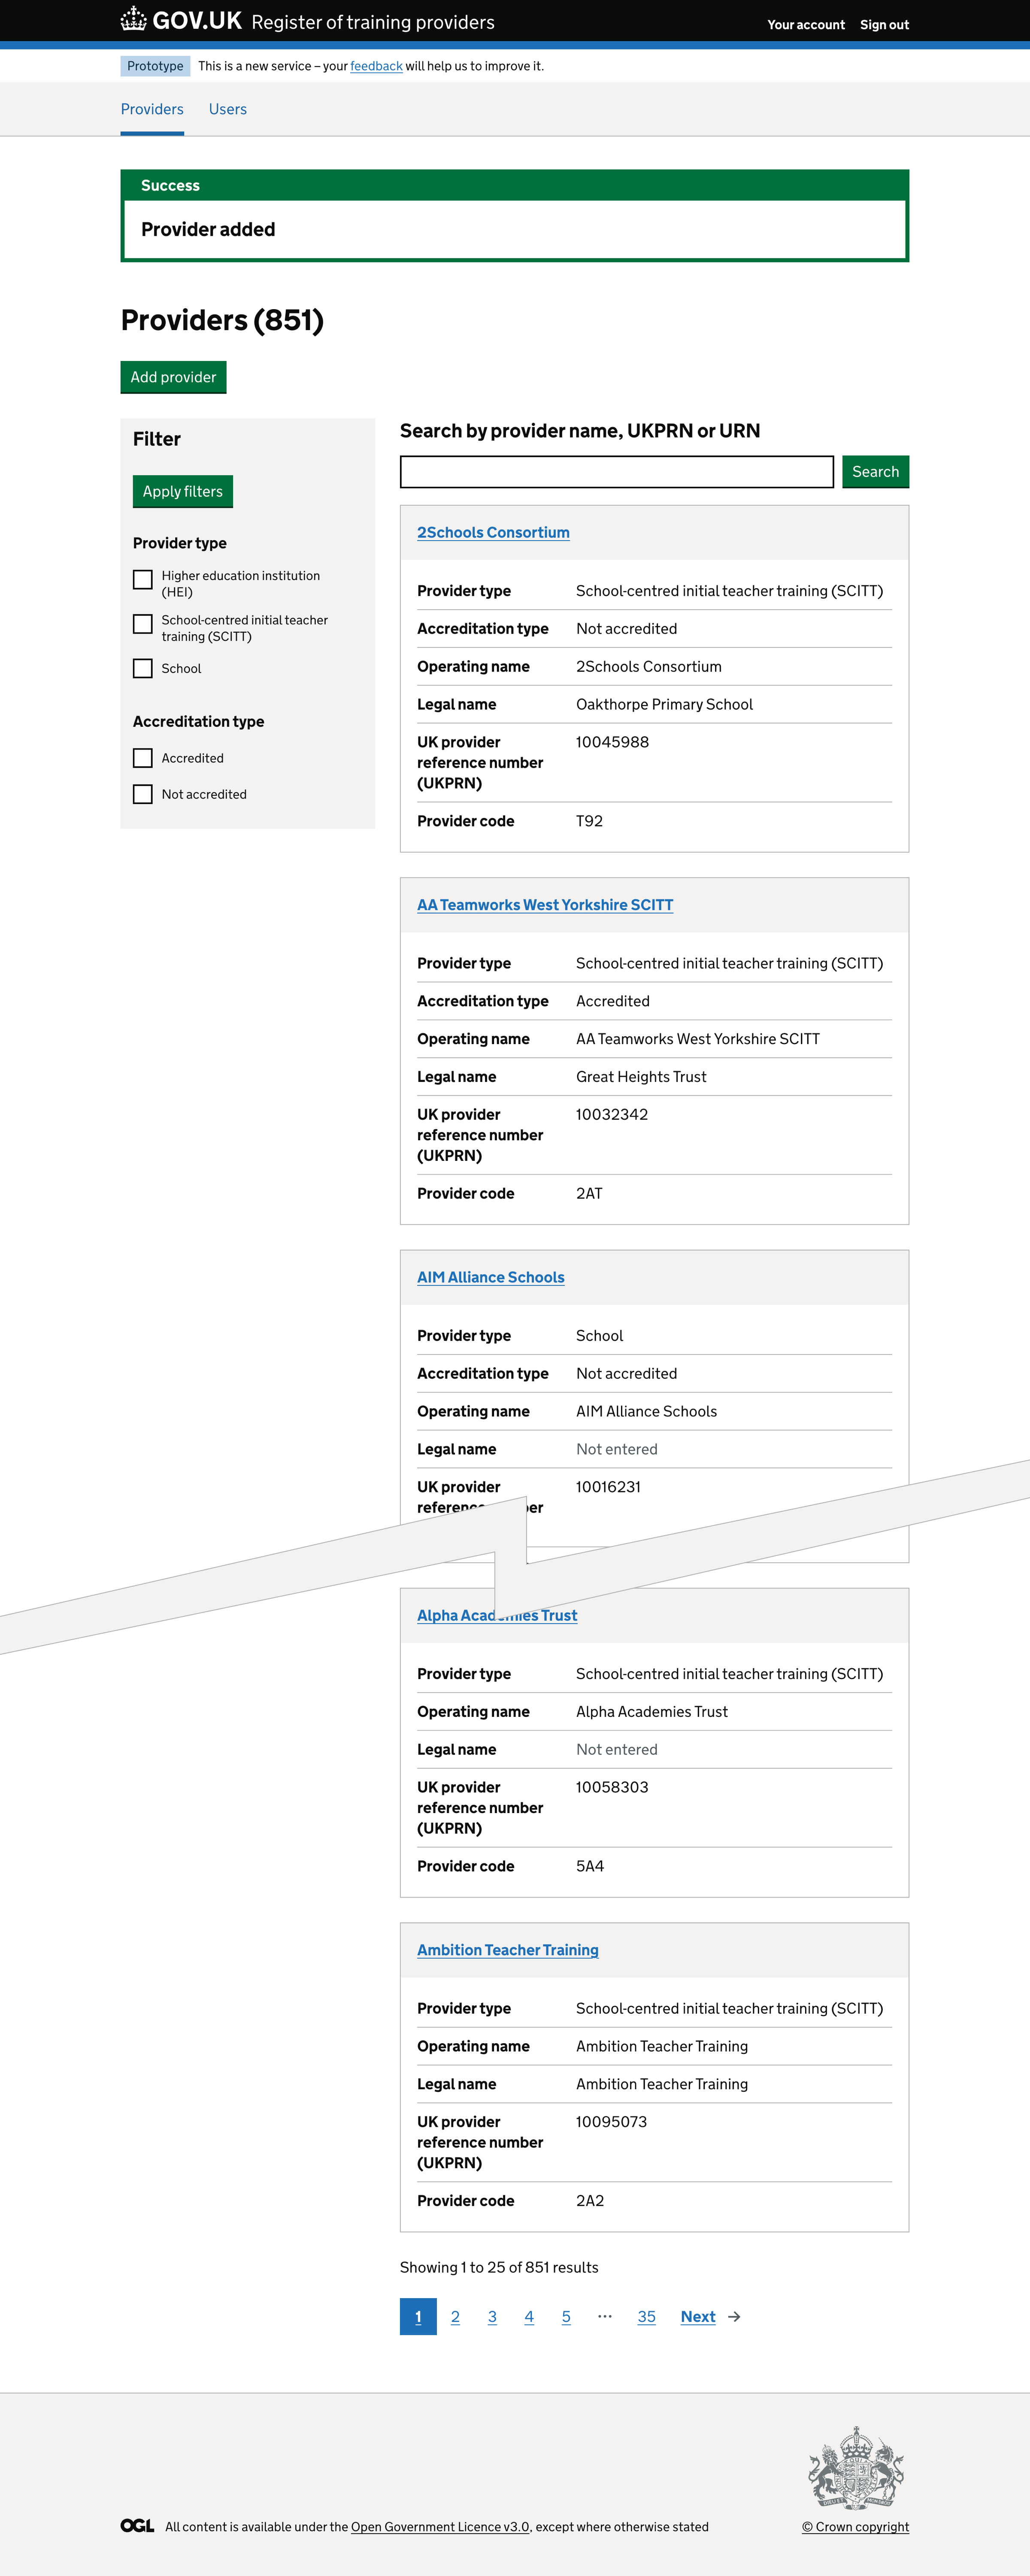 GOV.UK Register of training providers
Your account Sign out
Prototype This is a new service – your feedback will help us to improve it.
Providers Users
Success
Provider added
Providers (851)
Add provider
Filter
Apply filters
Provider type
Higher education institution
(HEI)
School-centred initial teacher
training (SCITT)
School
Accreditation type
Accredited
Not accredited
Search by provider name, UKPRN or URN
Search
2Schools Consortium
Provider type School-centred initial teacher training (SCITT)
Accreditation type Not accredited
Operating name 2Schools Consortium
Legal name Oakthorpe Primary School
UK provider 10045988
reference number
(UKPRN)
Provider code T92
AA Teamworks West Yorkshire SCITT
Provider type School-centred initial teacher training (SCITT)
Accreditation type Accredited
Operating name AA Teamworks West Yorkshire SCITT
Legal name Great Heights Trust
UK provider 10032342
reference number
(UKPRN)
Provider code 2AT
AIM Alliance Schools
Provider type School
Accreditation type Not accredited
Operating name AIM Alliance Schools
Legal name Not entered
UK provider 10016231
reference number
Alpha Academies Trust
Provider type School-centred initial teacher training (SCITT)
Operating name Alpha Academies Trust
Legal name Not entered
UK provider 10058303
reference number
(UKPRN)
Provider code 5A4
Ambition Teacher Training
Provider type School-centred initial teacher training (SCITT)
Operating name Ambition Teacher Training
Legal name Ambition Teacher Training
UK provider 10095073
reference number
(UKPRN)
Provider code 2A2
Showing 1 to 25 of 851 results
1 2 3 4 5 ··· 35 Next →
OGL All content is available under the Open Government Licence v3.0, except where otherwise stated
© Crown copyright